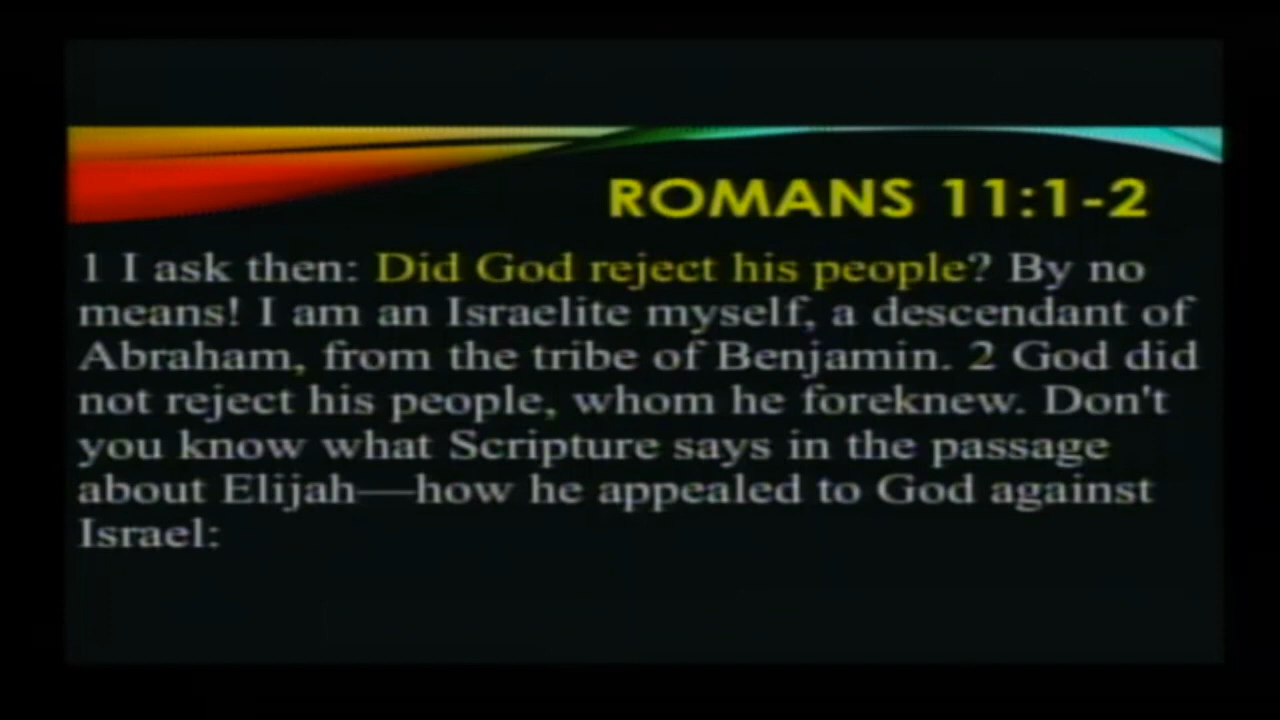 ROMANS 11:1-2
1 I ask then: Did God reject his people? By no
means! I am an Israelite myself, a descendant of
Abraham, from the tribe of Benjamin. 2 God did
not reject his people, whom he foreknew. Don't
you know what Scripture says in the passage
about Elijah—how he appealed to God against
Israel: